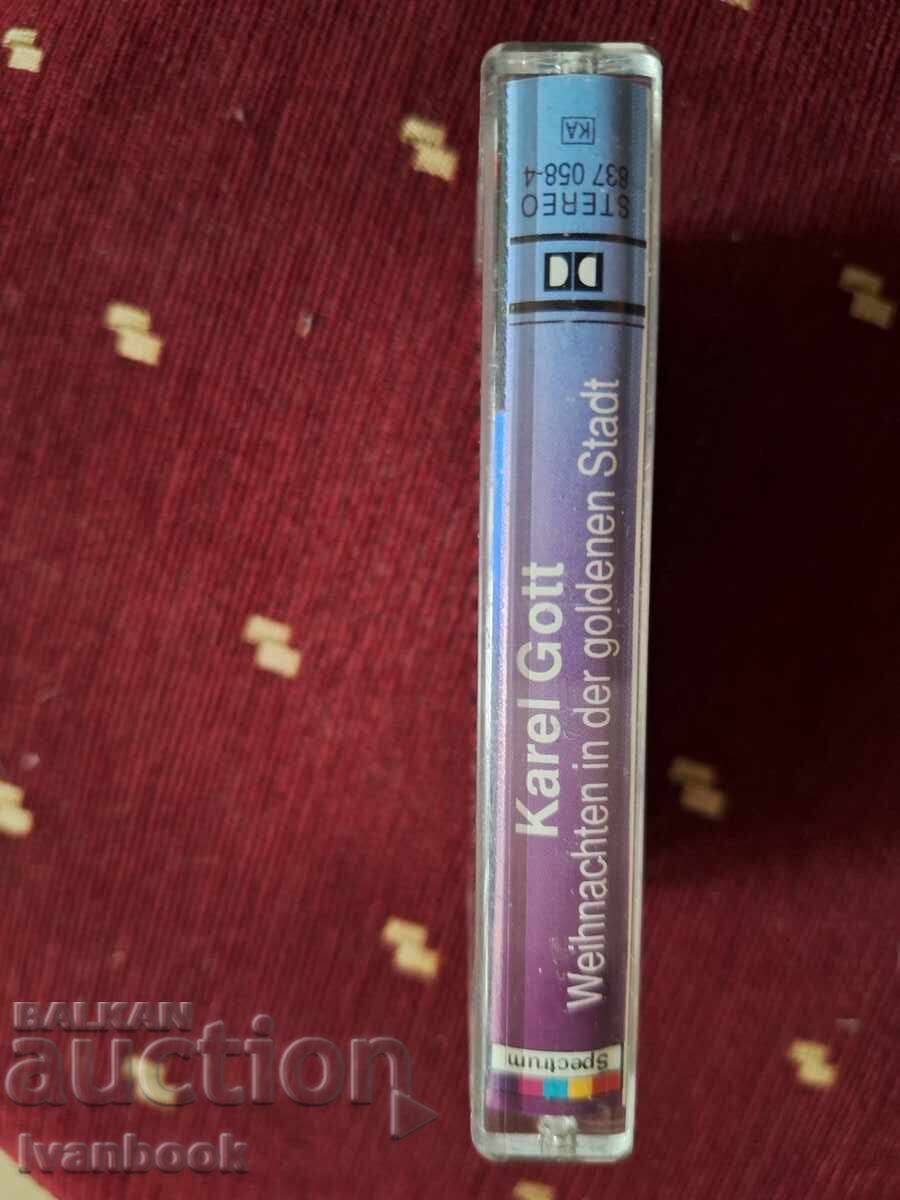 KA
STEREO
837 058-4
Karel Gott
Weihnachten in der goldenen Stadt
Spectrum
BALKAN
auction
Ivanbook